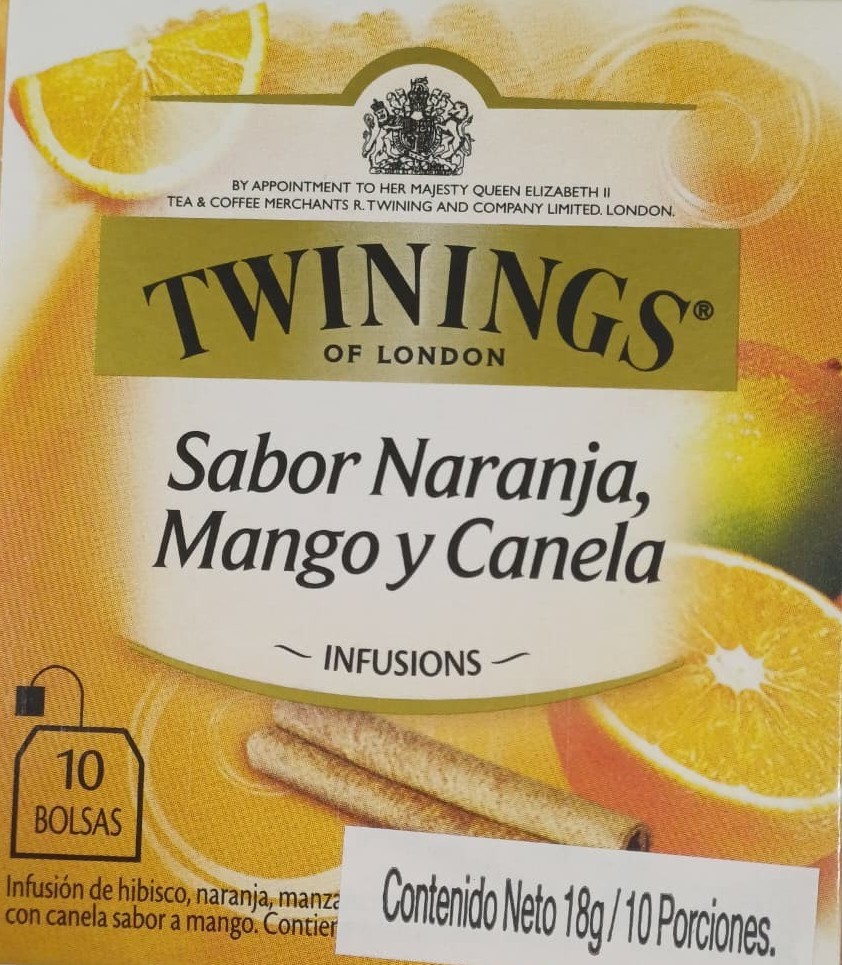 BY APPOINTMENT TO HER MAJESTY QUEEN ELIZABETH II
TEA & COFFEE MERCHANTS R. TWINING AND COMPANY LIMITED. LONDON.
TWININGS®
OF LONDON
Sabor Naranja,
Mango y Canela
INFUSIONS
10
BOLSAS
Infusión de hibisco, naranja,
con canela sabor a mango.
Contenido Neto 18g / 10 Porciones.